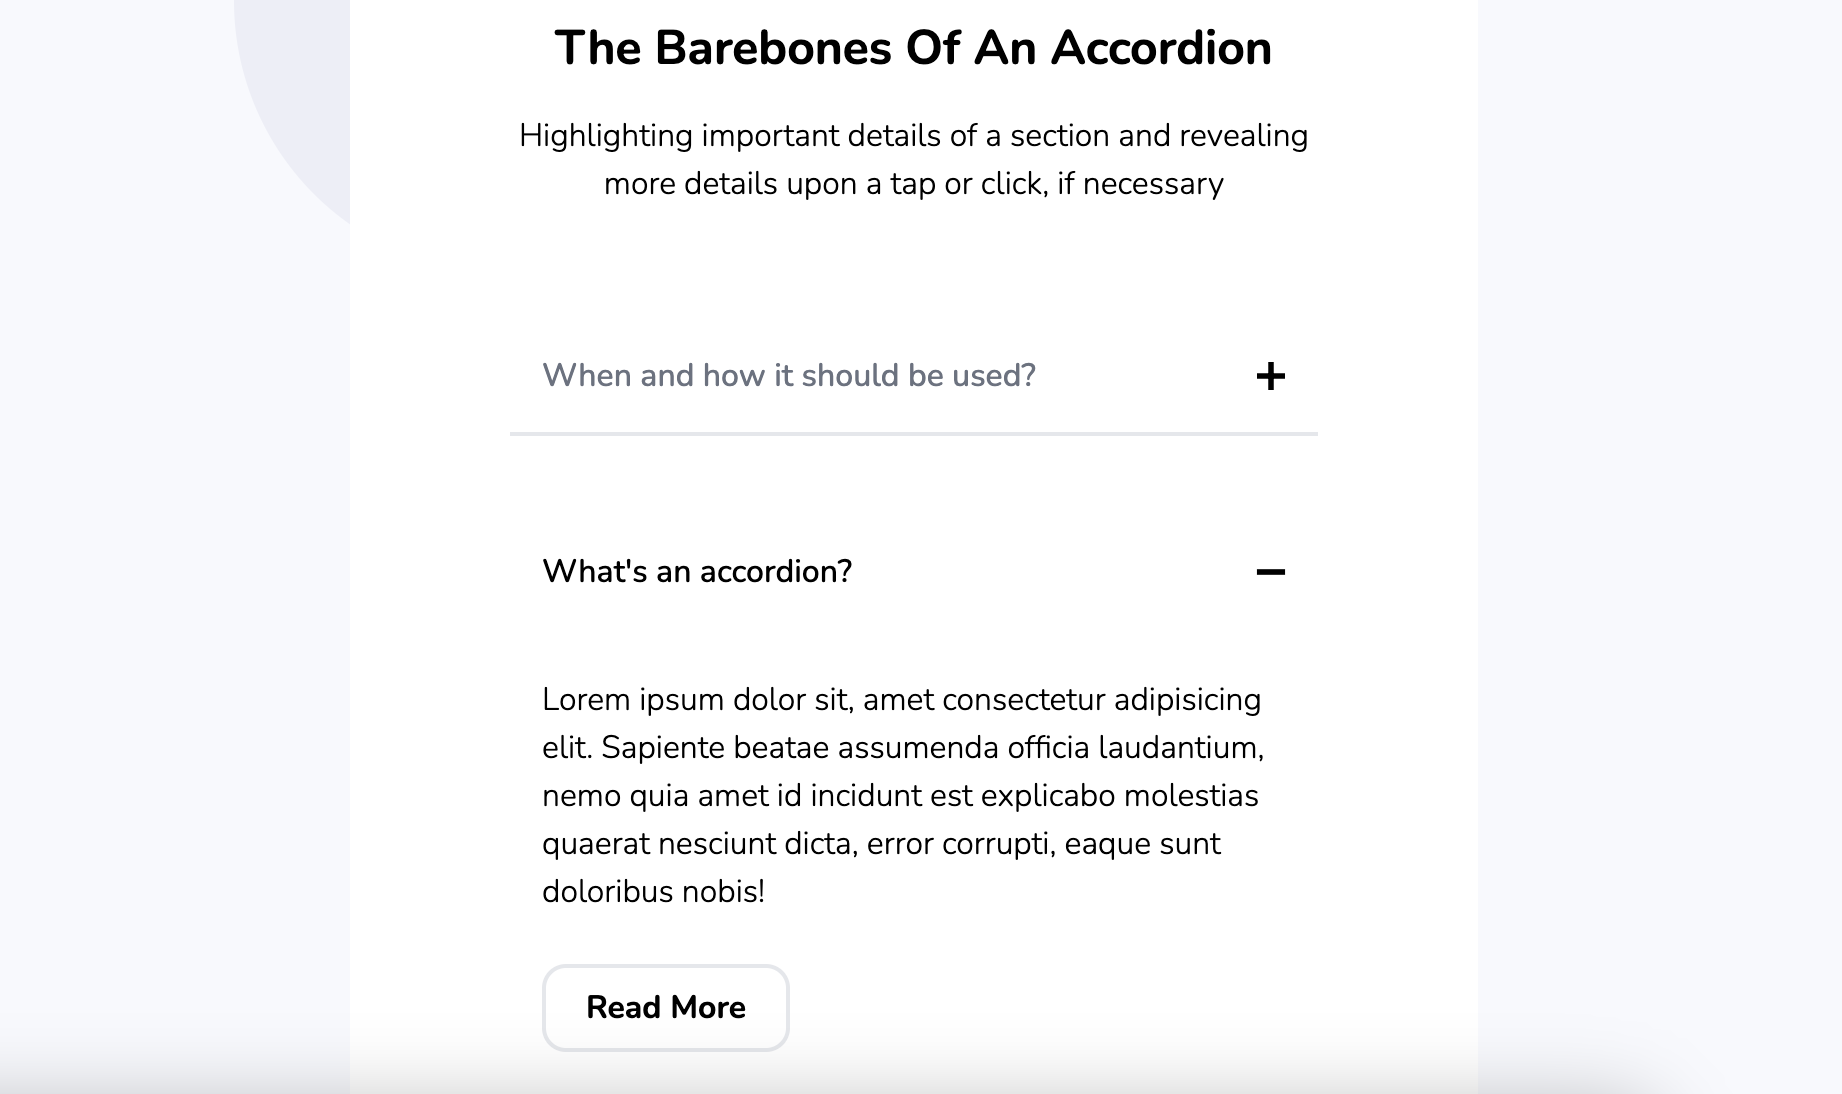 The Barebones Of An Accordion
Highlighting important details of a section and revealing
more details upon a tap or click, if necessary
When and how it should be used?
What's an accordion?
Lorem ipsum dolor sit, amet consectetur adipisicing
elit. Sapiente beatae assumenda officia laudantium,
nemo quia amet id incidunt est explicabo molestias
quaerat nesciunt dicta, error corrupti, eaque sunt
doloribus nobis!
Read More